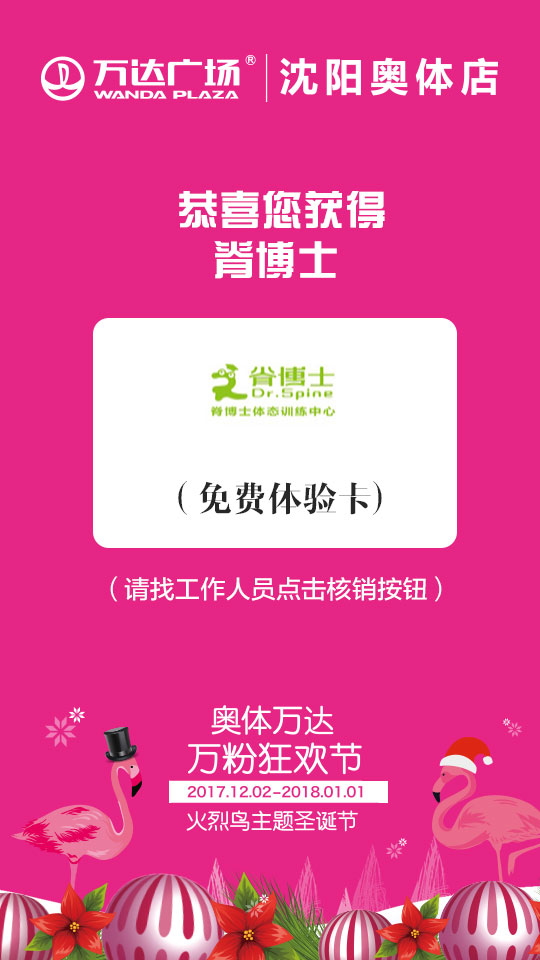 万达广场® 沈阳奥体店
WANDA PLAZA
恭喜您获得
脊博士
脊博士
Dr.Spine
脊博士体态训练中心
（免费体验卡）
（请找工作人员点击核销按钮）
奥体万达
万粉狂欢节
2017.12.02-2018.01.01
火烈鸟主题圣诞节